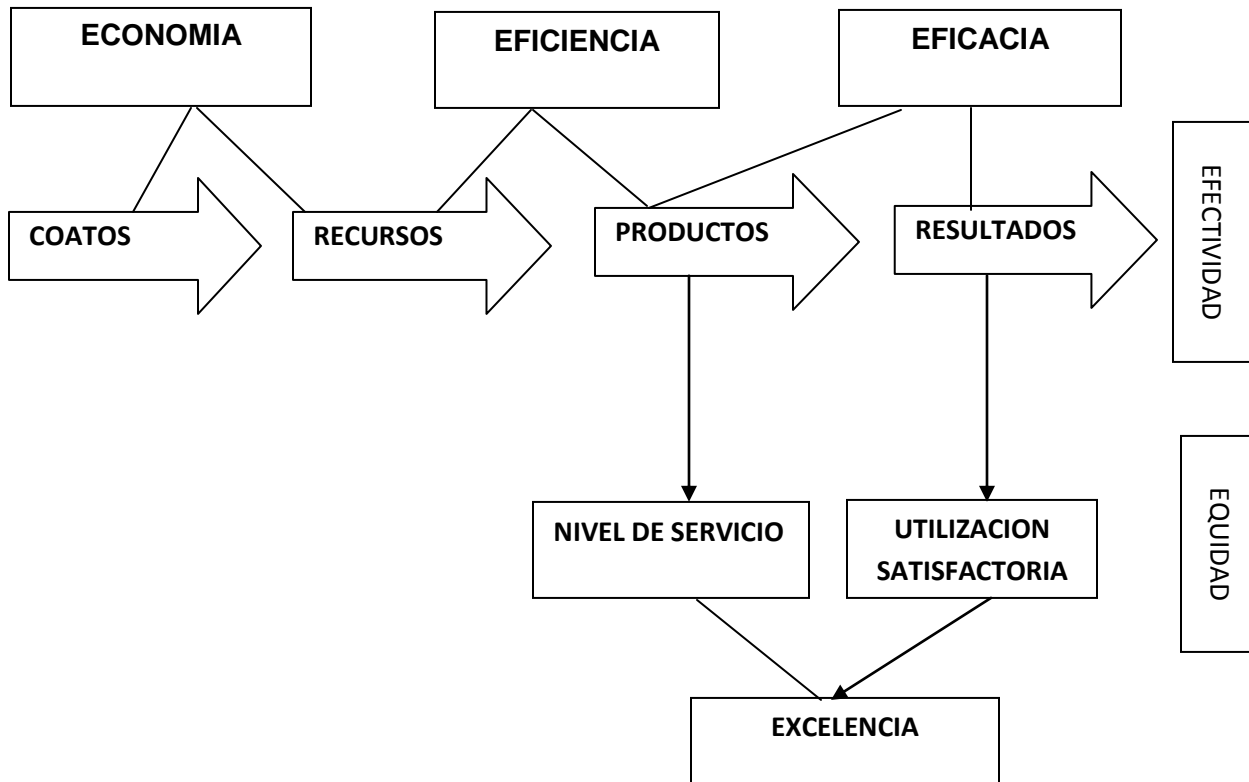 ECONOMIA
EFICIENCIA
EFICACIA
COATOS
RECURSOS
PRODUCTOS
RESULTADOS
EFECTIVIDAD
NIVEL DE SERVICIO
UTILIZACION
SATISFACTORIA
EQUIDAD
EXCELENCIA